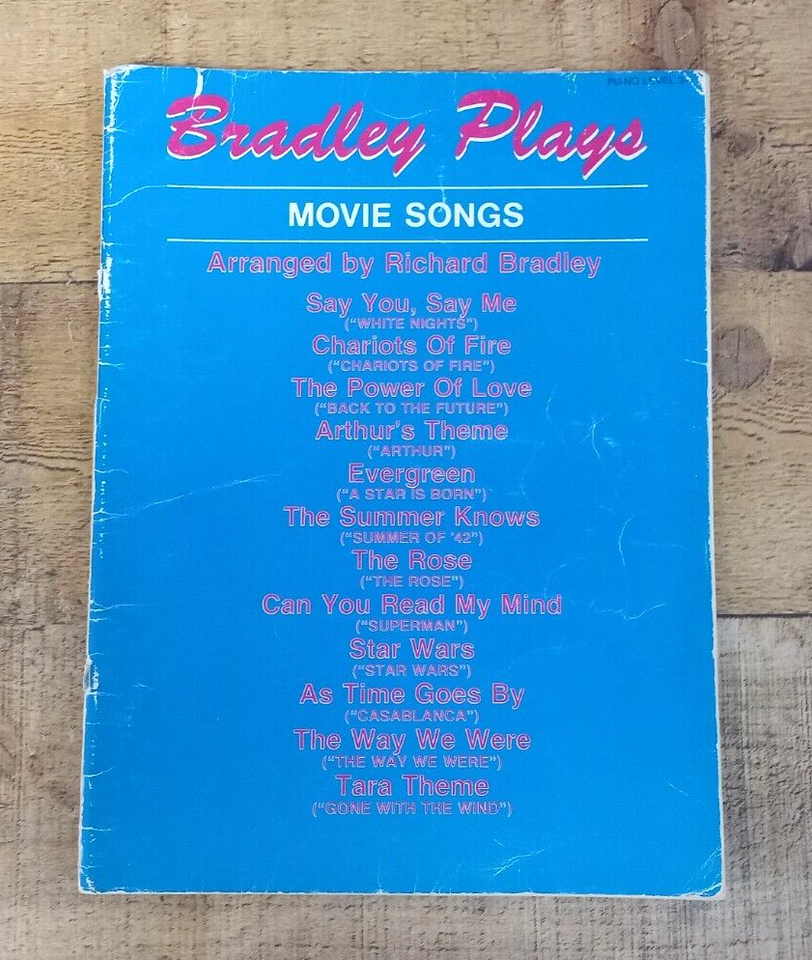 PIANO LEVEL
Bradley Plays
MOVIE SONGS
Arranged by Richard Bradley
Say You, Say Me
("WHITE NIGHTS")
Chariots Of Fire
("CHARIOTS OF FIRE")
The Power Of Love
("BACK TO THE FUTURE")
Arthur's Theme
("ARTHUR")
Evergreen
("A STAR IS BORN")
The Summer Knows
("SUMMER OF '42")
The Rose
("THE ROSE")
Can You Read My Mind
("SUPERMAN")
Star Wars
("STAR WARS")
As Time Goes By
("CASABLANCA")
The Way We Were
("THE WAY WE WERE")
Tara Theme
("GONE WITH THE WIND")